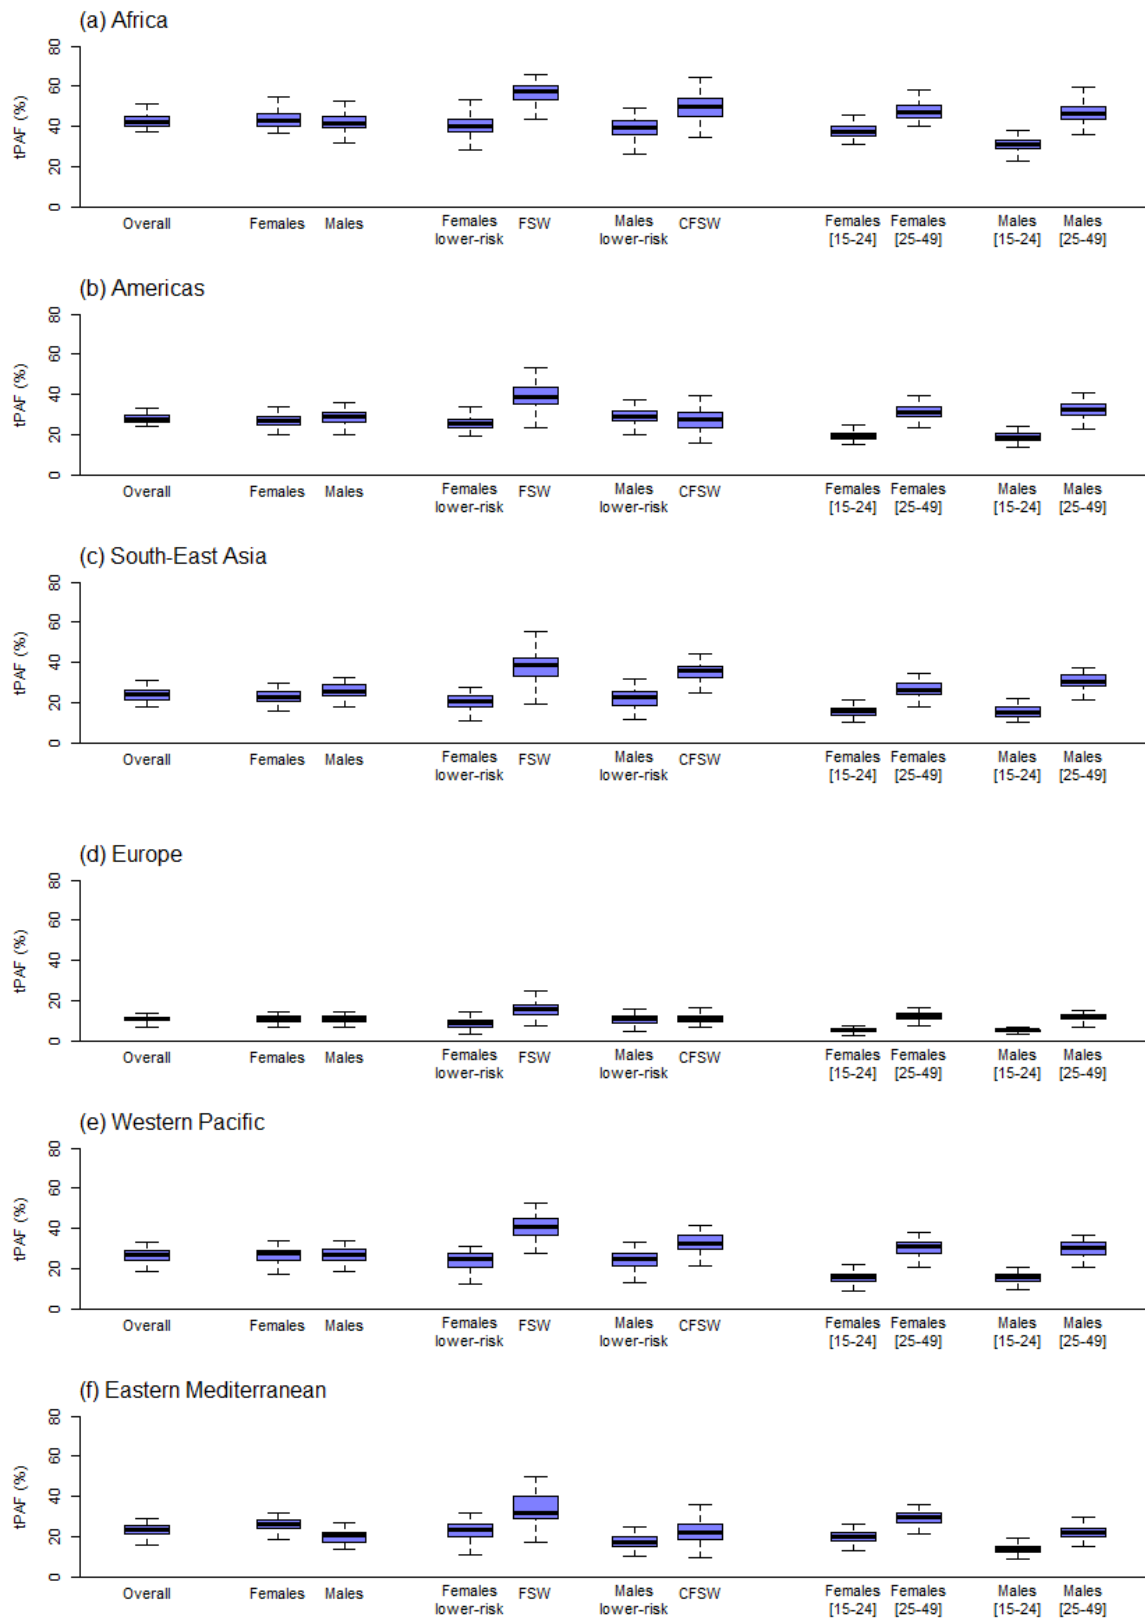 (a) Africa
80
60
40
20
0
tPAF (%)
Overall Females Males Females lower-risk FSW Males lower-risk CFSW Females [15-24] Females [25-49] Males [15-24] Males [25-49]
(b) Americas
80
60
40
20
0
tPAF (%)
Overall Females Males Females lower-risk FSW Males lower-risk CFSW Females [15-24] Females [25-49] Males [15-24] Males [25-49]
(c) South-East Asia
80
60
40
20
0
tPAF (%)
Overall Females Males Females lower-risk FSW Males lower-risk CFSW Females [15-24] Females [25-49] Males [15-24] Males [25-49]
(d) Europe
80
60
40
20
0
tPAF (%)
Overall Females Males Females lower-risk FSW Males lower-risk CFSW Females [15-24] Females [25-49] Males [15-24] Males [25-49]
(e) Western Pacific
80
60
40
20
0
tPAF (%)
Overall Females Males Females lower-risk FSW Males lower-risk CFSW Females [15-24] Females [25-49] Males [15-24] Males [25-49]
(f) Eastern Mediterranean
80
60
40
20
0
tPAF (%)
Overall Females Males Females lower-risk FSW Males lower-risk CFSW Females [15-24] Females [25-49] Males [15-24] Males [25-49]